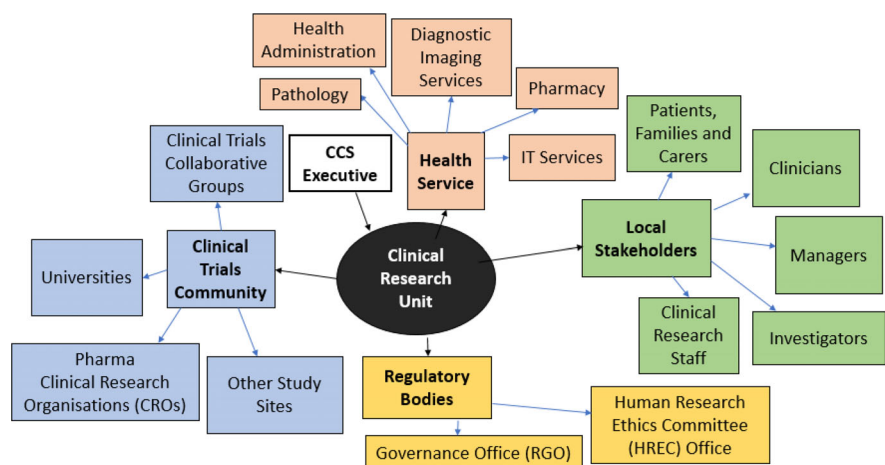 Health
Administration
Diagnostic
Imaging
Services
Pathology
Pharmacy
Clinical Trials
Collaborative
Groups
CCS
Executive
Health
Service
IT Services
Patients,
Families and
Carers
Clinicians
Universities
Clinical
Trials
Community
Clinical
Research
Unit
Local
Stakeholders
Managers
Pharma
Clinical Research
Organisations (CROs)
Other Study
Sites
Regulatory
Bodies
Clinical
Research
Staff
Investigators
Governance Office (RGO)
Human Research
Ethics Committee
(HREC) Office